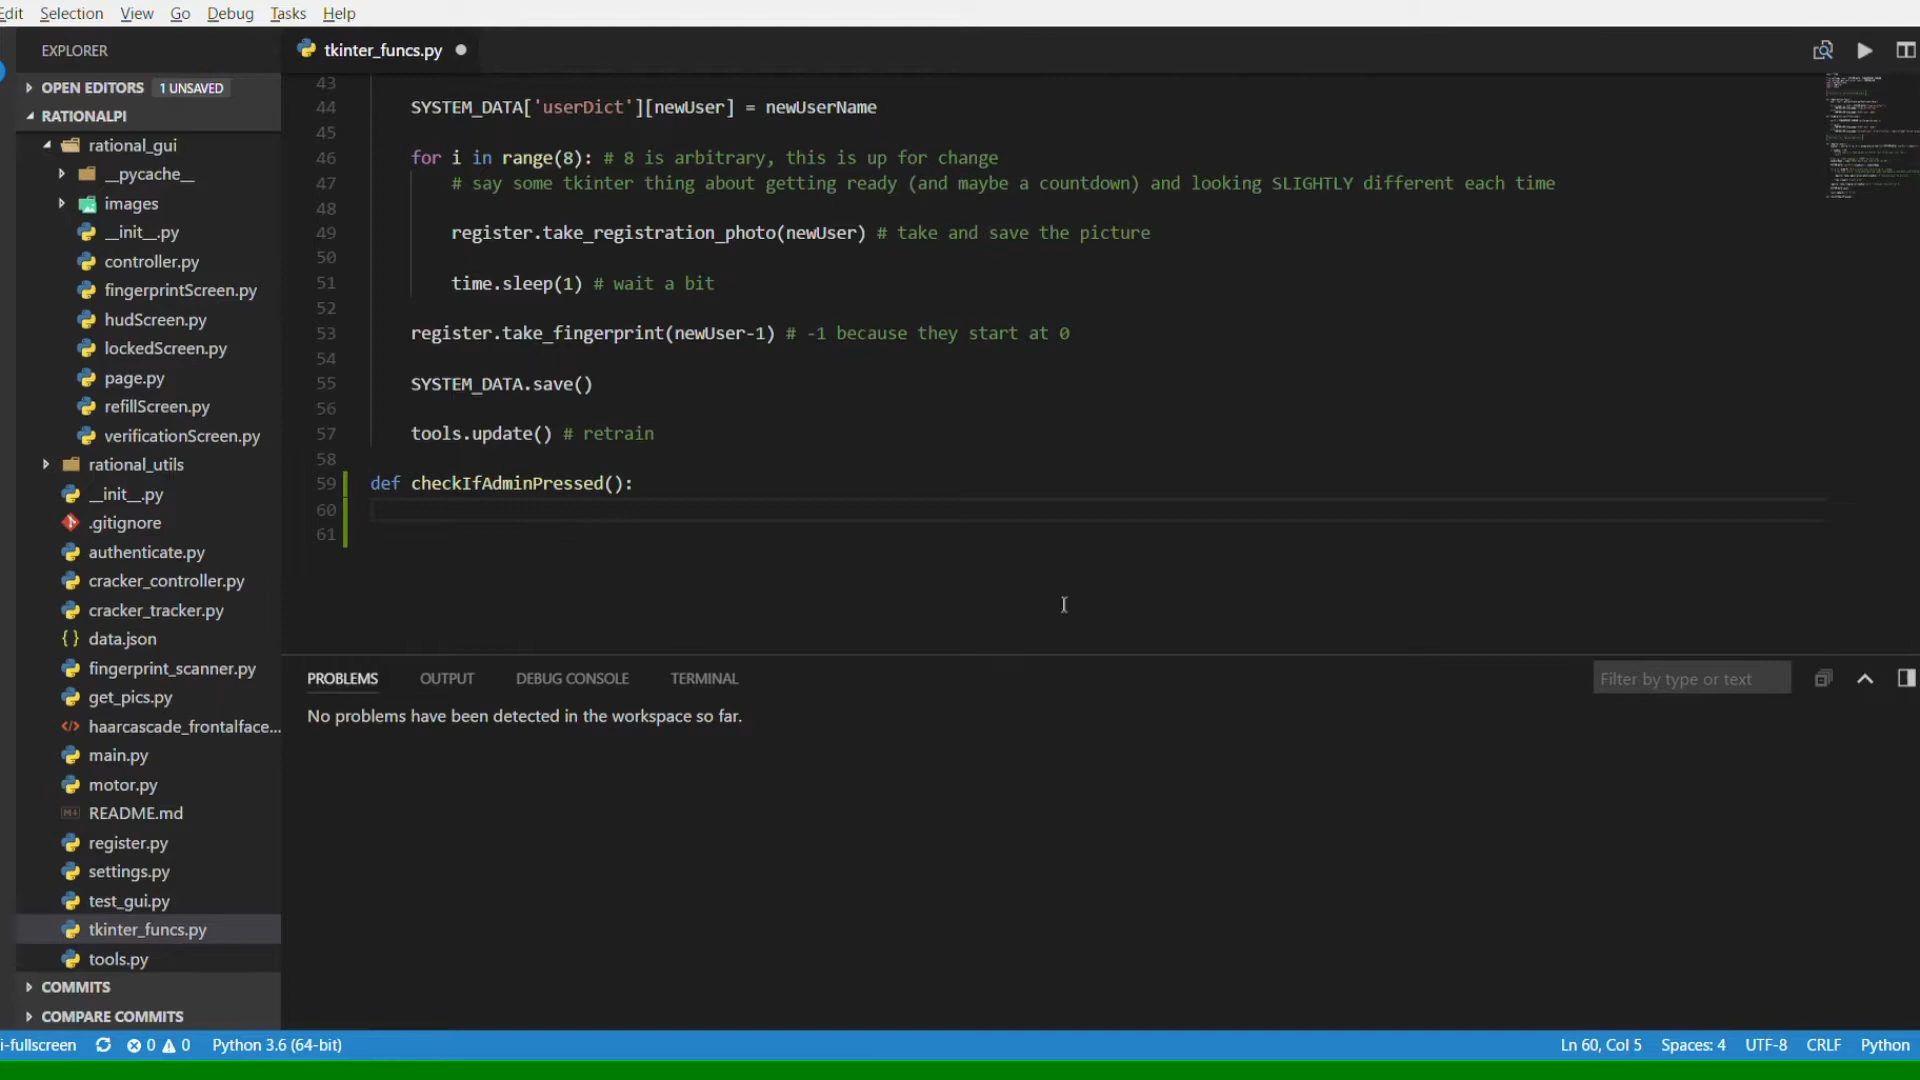 Edit Selection View Go Debug Tasks Help
EXPLORER
OPEN EDITORS 1 UNSAVED
RATIONALPI
rational_gui
__pycache__
images
__init__.py
controller.py
fingerprintScreen.py
hudScreen.py
lockedScreen.py
page.py
refillScreen.py
verificationScreen.py
rational_utils
__init__.py
.gitignore
authenticate.py
cracker_controller.py
cracker_tracker.py
{ } data.json
fingerprint_scanner.py
get_pics.py
haarcascade_frontalface...
main.py
motor.py
README.md
register.py
settings.py
test_gui.py
tkinter_funcs.py
tools.py
COMMITS
COMPARE COMMITS
tkinter_funcs.py
43
44 SYSTEM_DATA['userDict'][newUser] = newUserName
45
46 for i in range(8): # 8 is arbitrary, this is up for change
47 # say some tkinter thing about getting ready (and maybe a countdown) and looking SLIGHTLY different each time
48
49 register.take_registration_photo(newUser) # take and save the picture
50
51 time.sleep(1) # wait a bit
52
53 register.take_fingerprint(newUser-1) # -1 because they start at 0
54
55 SYSTEM_DATA.save()
56
57 tools.update() # retrain
58
59 def checkIfAdminPressed():
60
61
PROBLEMS OUTPUT DEBUG CONSOLE TERMINAL Filter by type or text
No problems have been detected in the workspace so far.
i-fullscreen 0 0 Python 3.6 (64-bit) Ln 60, Col 5 Spaces: 4 UTF-8 CRLF Python